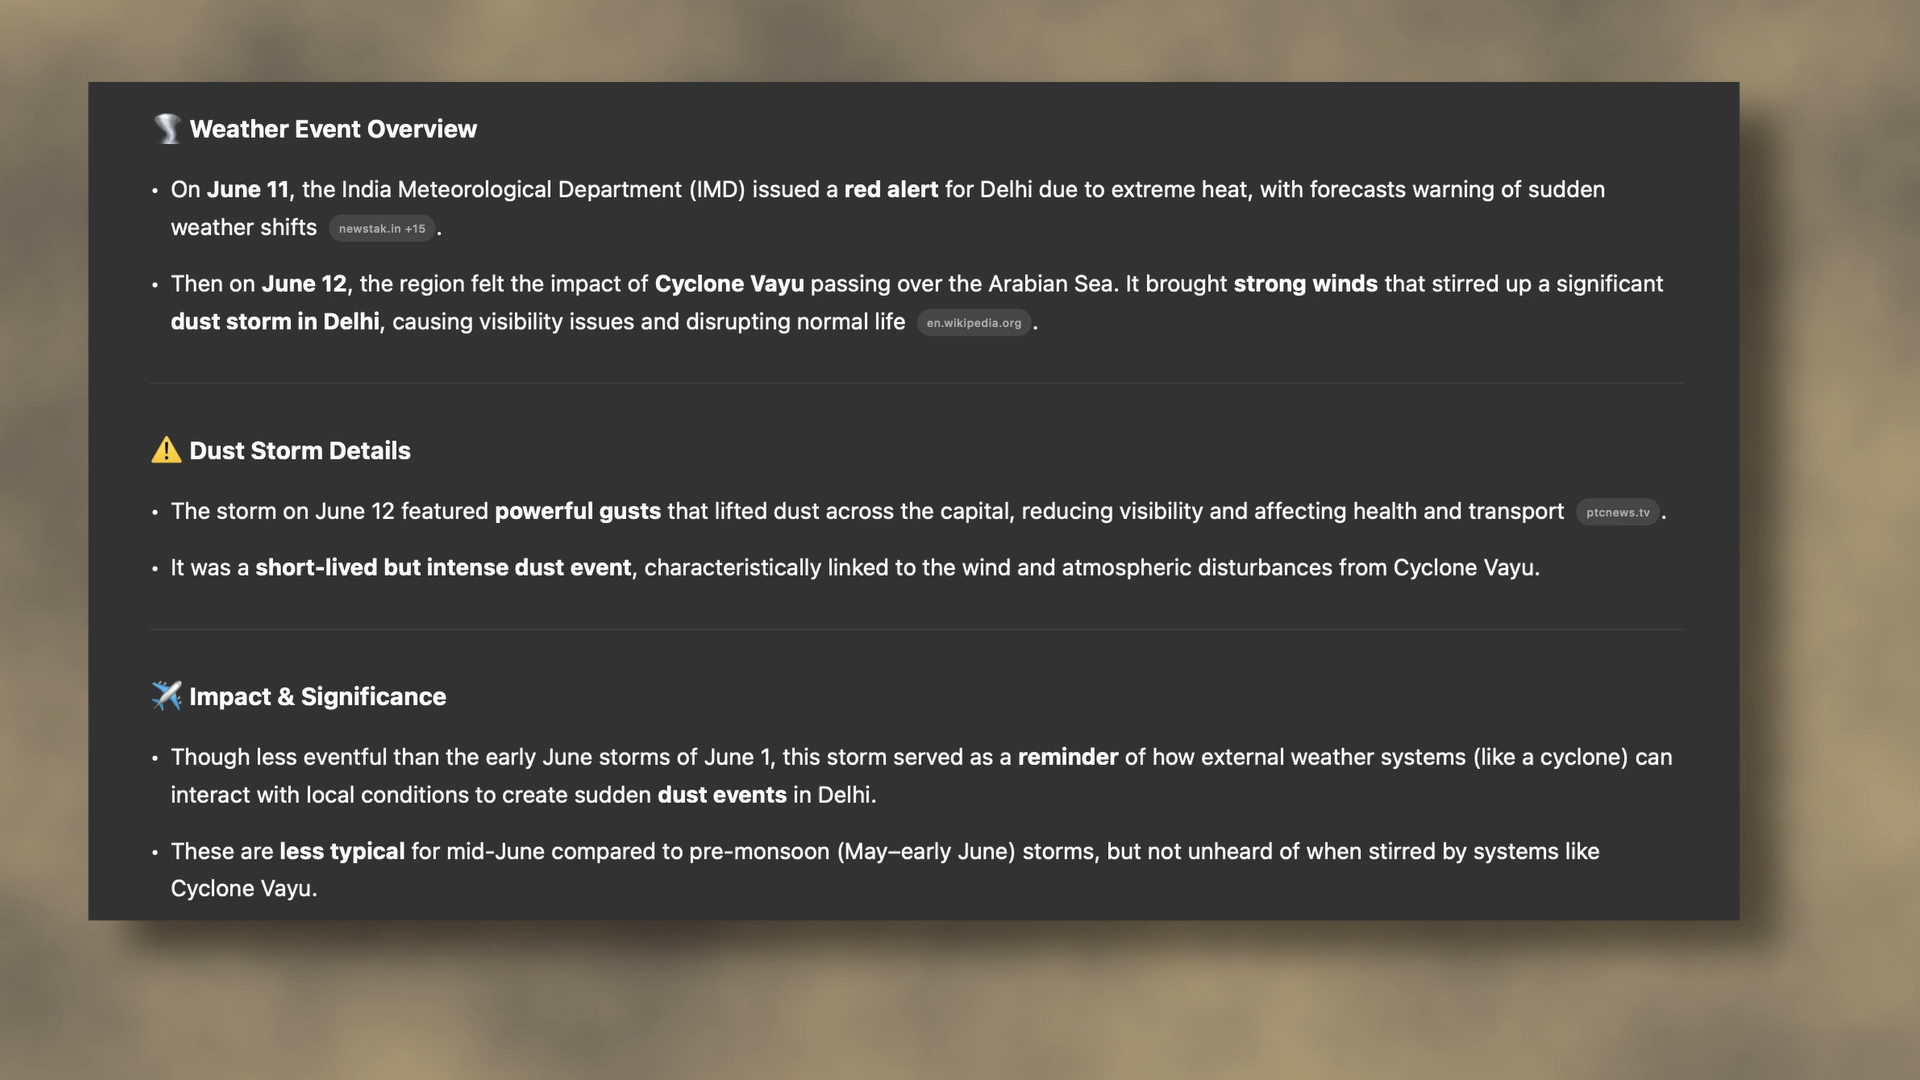 Weather Event Overview
• On June 11, the India Meteorological Department (IMD) issued a red alert for Delhi due to extreme heat, with forecasts warning of sudden
weather shifts newstak.in +15 .
• Then on June 12, the region felt the impact of Cyclone Vayu passing over the Arabian Sea. It brought strong winds that stirred up a significant
dust storm in Delhi, causing visibility issues and disrupting normal life en.wikipedia.org .
Dust Storm Details
• The storm on June 12 featured powerful gusts that lifted dust across the capital, reducing visibility and affecting health and transport ptcnews.tv .
• It was a short-lived but intense dust event, characteristically linked to the wind and atmospheric disturbances from Cyclone Vayu.
Impact & Significance
• Though less eventful than the early June storms of June 1, this storm served as a reminder of how external weather systems (like a cyclone) can
interact with local conditions to create sudden dust events in Delhi.
• These are less typical for mid-June compared to pre-monsoon (May–early June) storms, but not unheard of when stirred by systems like
Cyclone Vayu.